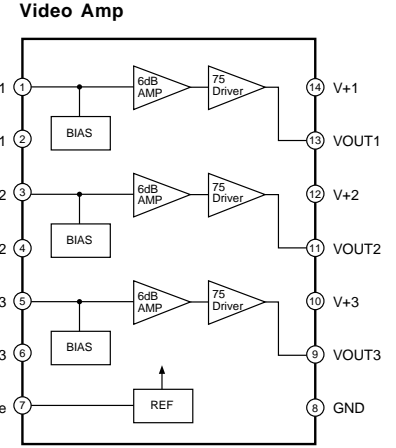 Video Amp
1 1 6dB AMP 75 Driver 14 V+1
1 2 BIAS 13 VOUT1
2 3 6dB AMP 75 Driver 12 V+2
2 4 BIAS 11 VOUT2
3 5 6dB AMP 75 Driver 10 V+3
3 6 BIAS 9 VOUT3
e 7 REF 8 GND